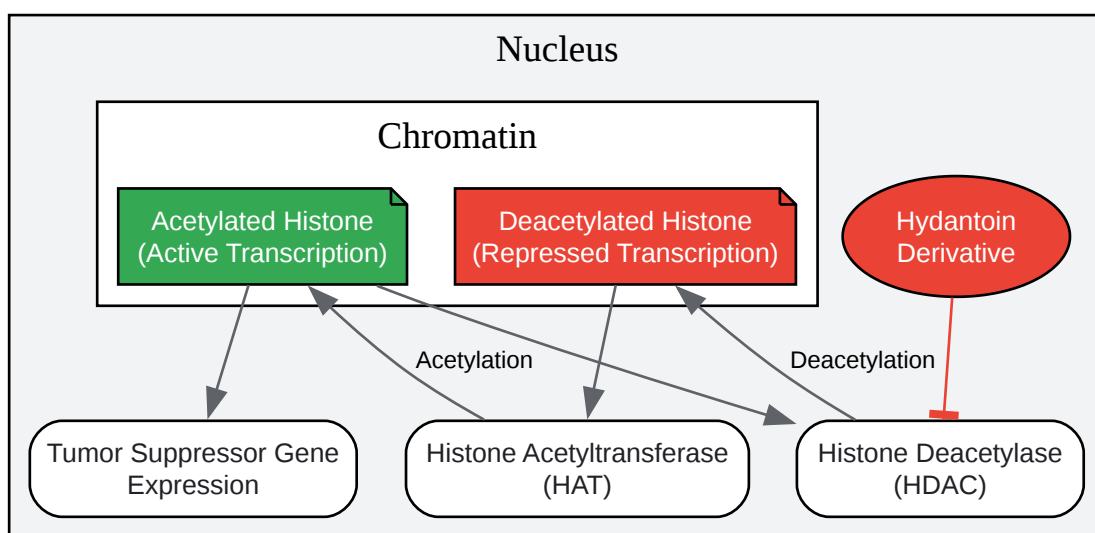 Nucleus
Chromatin
Acetylated Histone
(Active Transcription)
Deacetylated Histone
(Repressed Transcription)
Hydantoin
Derivative
Acetylation
Deacetylation
Tumor Suppressor Gene
Expression
Histone Acetyltransferase
(HAT)
Histone Deacetylase
(HDAC)